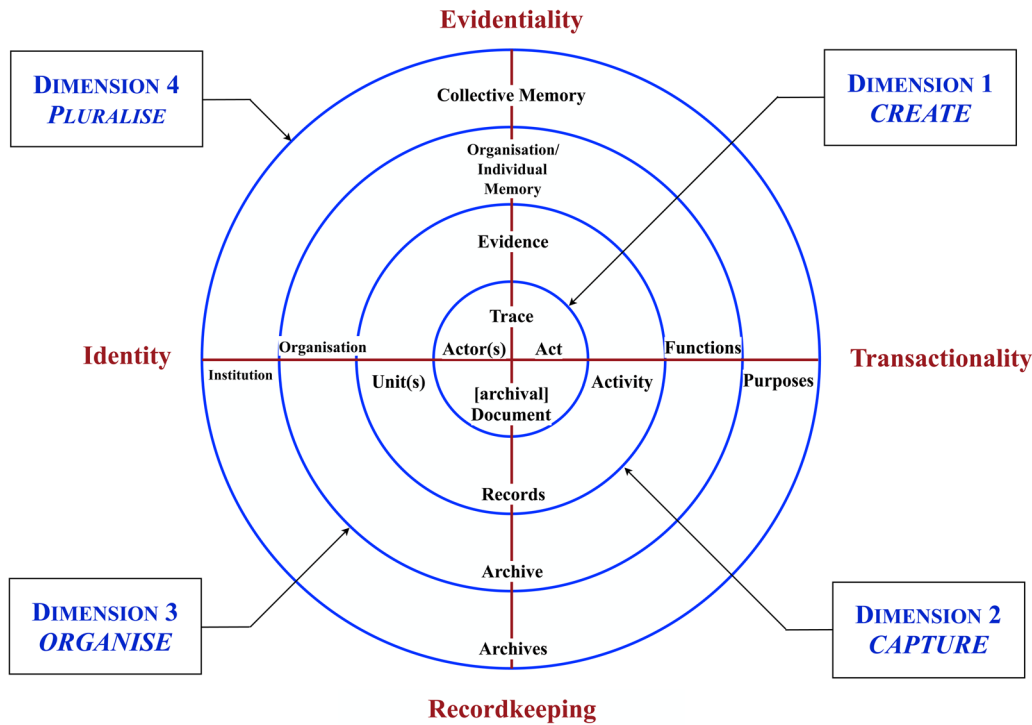 Evidentiality
DIMENSION 4
PLURALISE
DIMENSION 1
CREATE
Collective Memory
Organisation/
Individual
Memory
Evidence
Trace
Identity
Organisation
Actor(s)
Act
Functions
Transactionality
Institution
Unit(s)
Activity
Purposes
[archival]
Document
Records
Archive
DIMENSION 3
ORGANISE
DIMENSION 2
CAPTURE
Archives
Recordkeeping